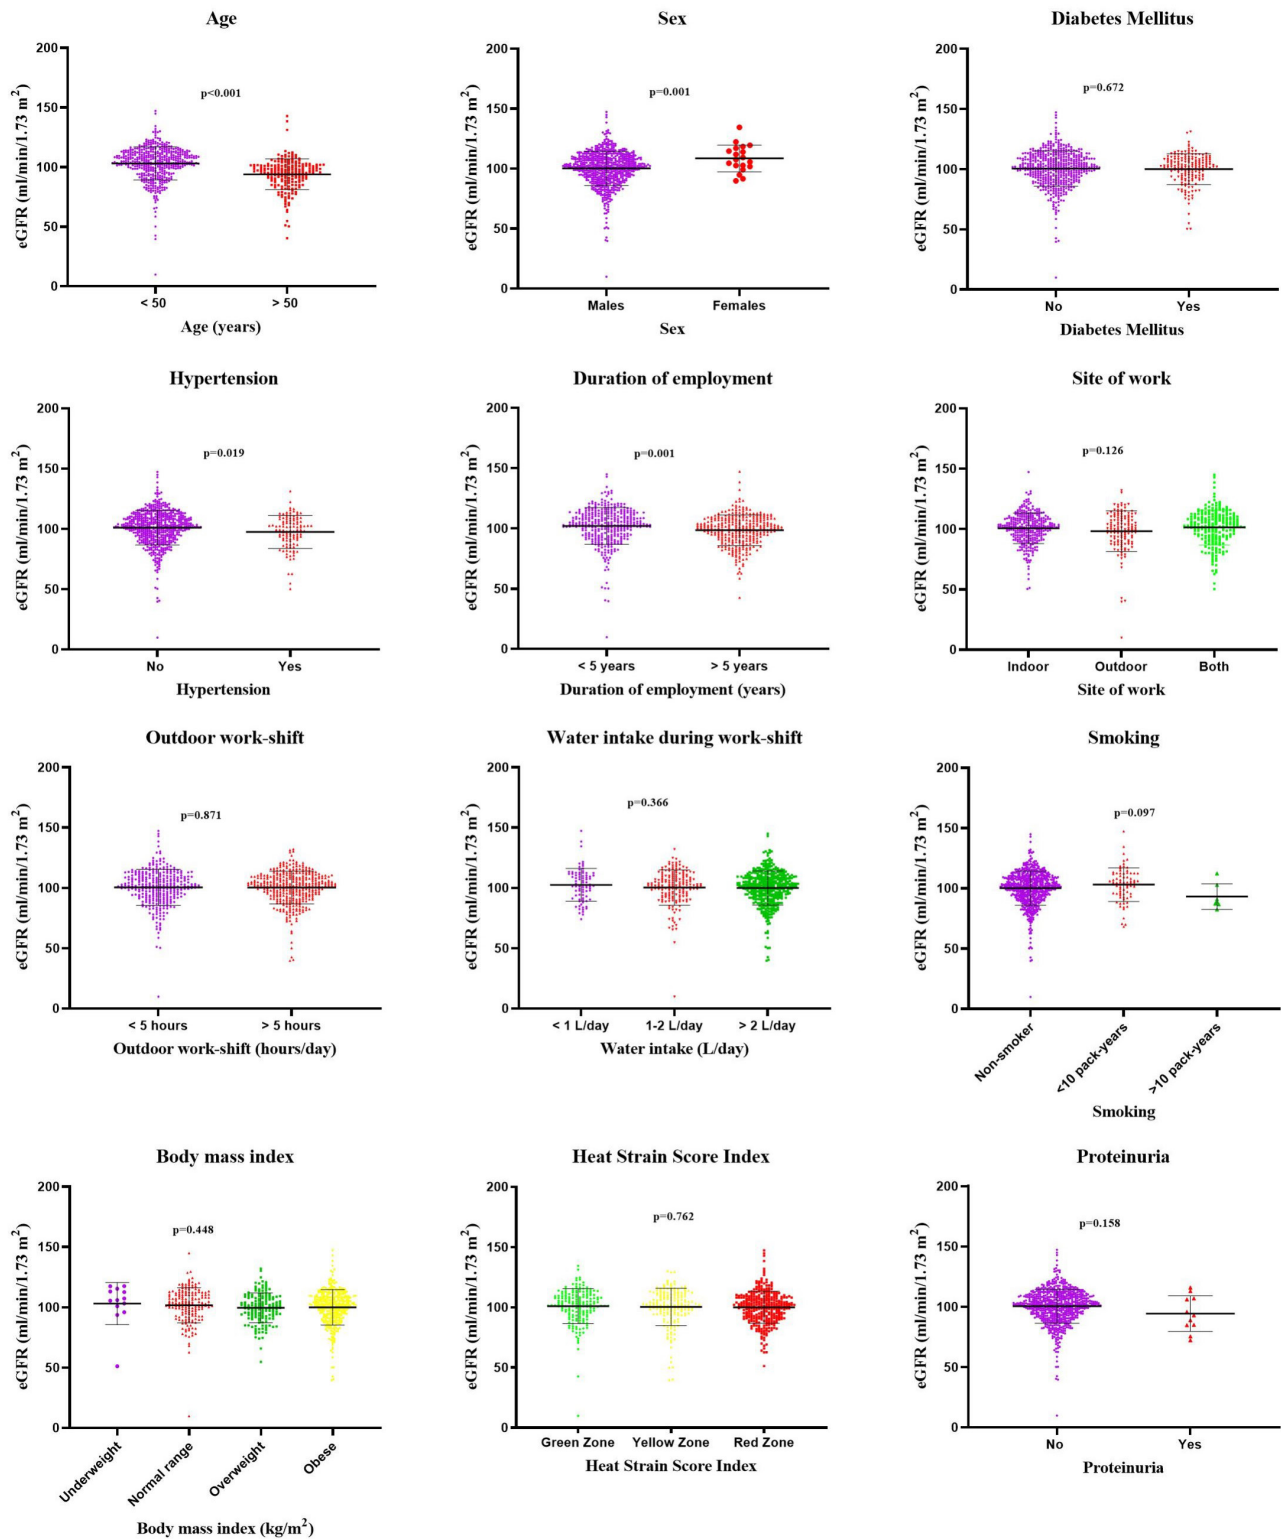 Age
eGFR (ml/min/1.73 m²)
200
150
100
50
0
p<0.001
< 50
> 50
Age (years)
Sex
eGFR (ml/min/1.73 m²)
200
150
100
50
0
p=0.001
Males
Females
Sex
Diabetes Mellitus
eGFR (ml/min/1.73 m²)
200
150
100
50
0
p=0.672
No
Yes
Diabetes Mellitus
Hypertension
eGFR (ml/min/1.73 m²)
200
150
100
50
0
p=0.019
No
Yes
Hypertension
Duration of employment
eGFR (ml/min/1.73 m²)
200
150
100
50
0
p=0.001
< 5 years
> 5 years
Duration of employment (years)
Site of work
eGFR (ml/min/1.73 m²)
200
150
100
50
0
p=0.126
Indoor
Outdoor
Both
Site of work
Outdoor work-shift
eGFR (ml/min/1.73 m²)
200
150
100
50
0
p=0.871
< 5 hours
> 5 hours
Outdoor work-shift (hours/day)
Water intake during work-shift
eGFR (ml/min/1.73 m²)
200
150
100
50
0
p=0.366
< 1 L/day
1-2 L/day
> 2 L/day
Water intake (L/day)
Smoking
eGFR (ml/min/1.73 m²)
200
150
100
50
0
p=0.097
Non-smoker
<10 pack-years
>10 pack-years
Smoking
Body mass index
eGFR (ml/min/1.73 m²)
200
150
100
50
0
p=0.448
Underweight
Normal range
Overweight
Obese
Body mass index (kg/m²)
Heat Strain Score Index
eGFR (ml/min/1.73 m²)
200
150
100
50
0
p=0.762
Green Zone
Yellow Zone
Red Zone
Heat Strain Score Index
Proteinuria
eGFR (ml/min/1.73 m²)
200
150
100
50
0
p=0.158
No
Yes
Proteinuria